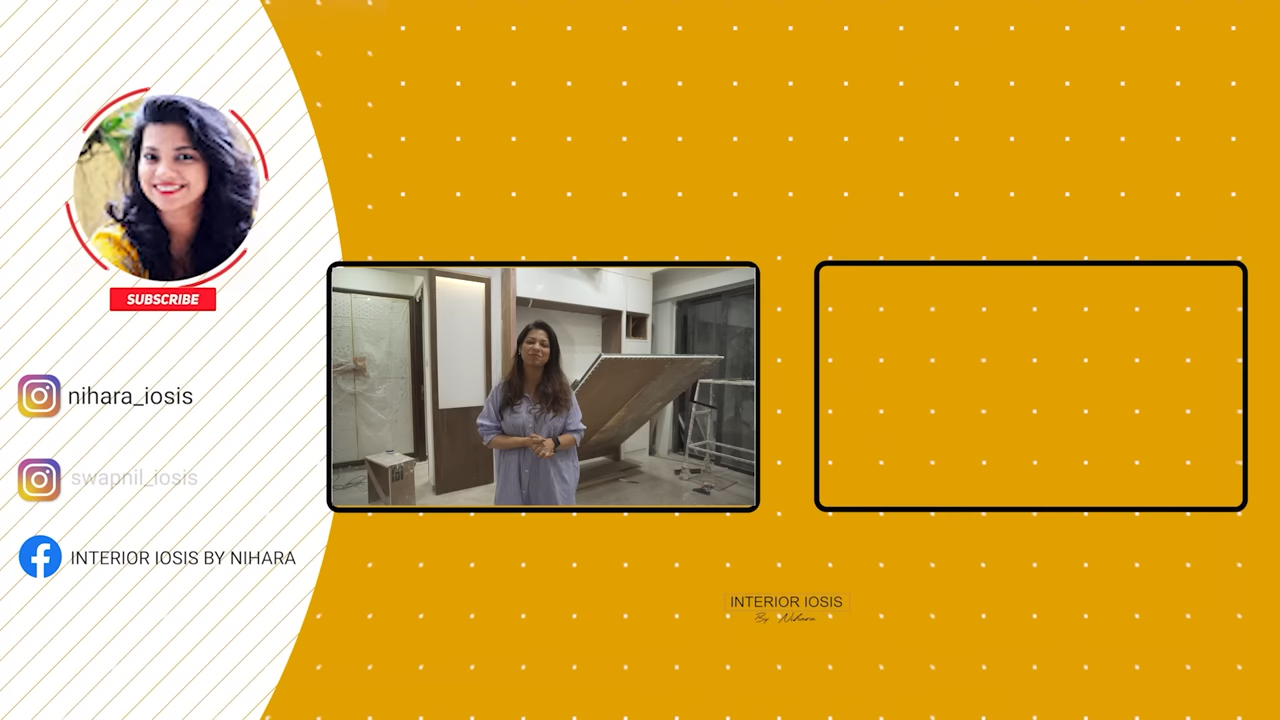 SUBSCRIBE
nihara_iosis
swapnil_iosis
INTERIOR IOSIS BY NIHARA
INTERIOR IOSIS
By Nihara